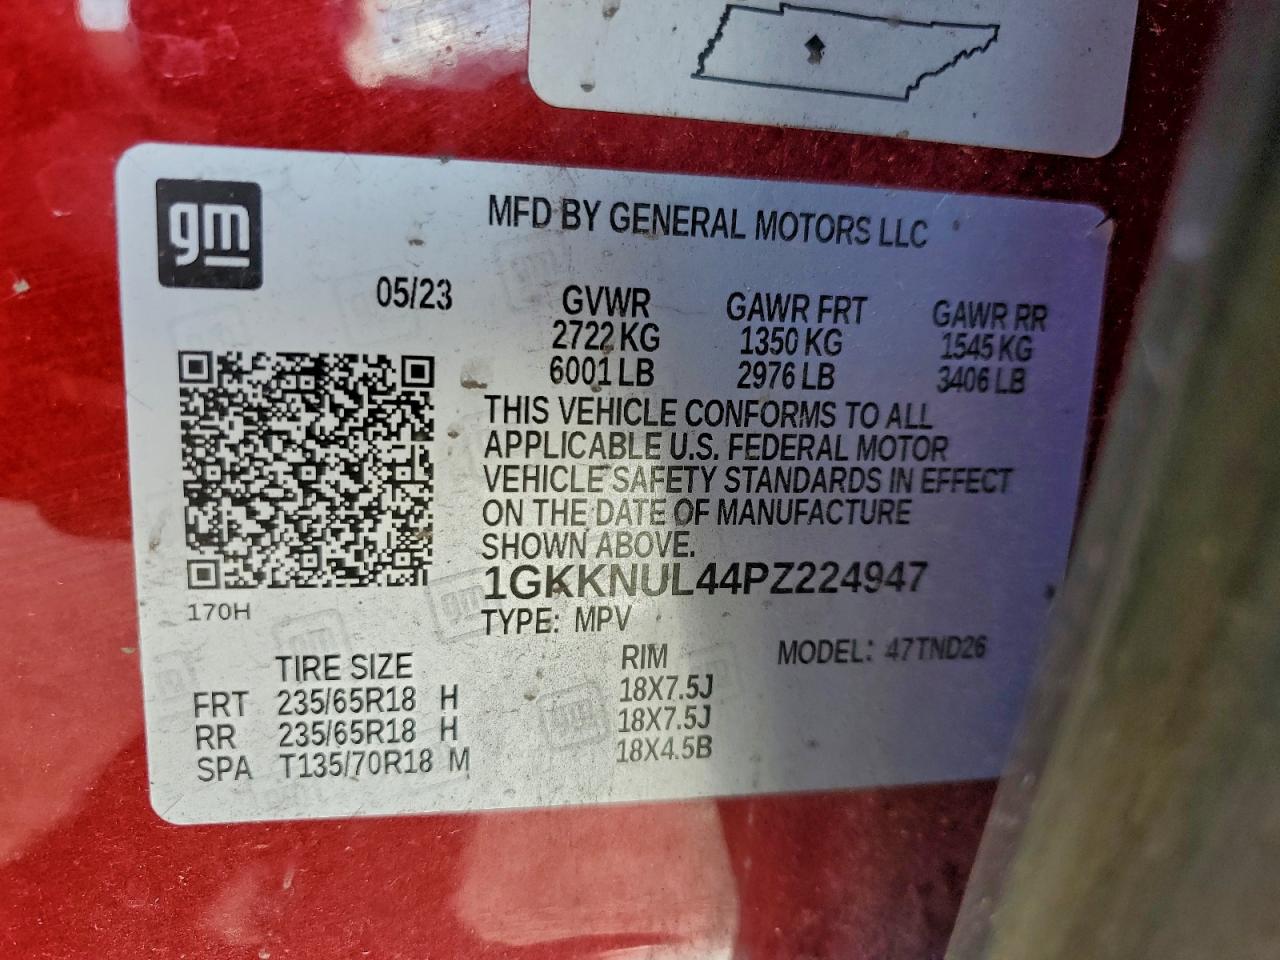 gm
MFD BY GENERAL MOTORS LLC
05/23
GVWR GAWR FRT GAWR RR
2722 KG 1350 KG 1545 KG
6001 LB 2976 LB 3406 LB
THIS VEHICLE CONFORMS TO ALL
APPLICABLE U.S. FEDERAL MOTOR
VEHICLE SAFETY STANDARDS IN EFFECT
ON THE DATE OF MANUFACTURE
SHOWN ABOVE.
1GKKNUL44PZ224947
170H
TYPE: MPV
MODEL: 47TND26
TIRE SIZE RIM
FRT 235/65R18 H 18X7.5J
RR 235/65R18 H 18X7.5J
SPA T135/70R18 M 18X4.5B